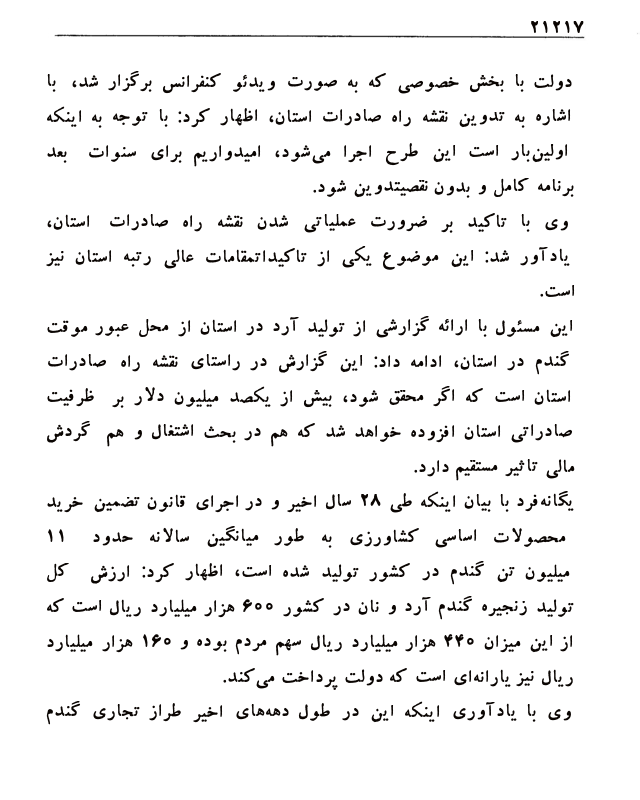 ۲۱۲۱۷
دولت با بخش خصوصی که به صورت ویدئو کنفرانس برگزار شد، با
اشاره به تدوین نقشه راه صادرات استان، اظهار کرد: با توجه به اینکه
اولین‌بار است این طرح اجرا می‌شود، امیدواریم برای سنوات بعد
برنامه کامل و بدون نقصیتدوین شود.
وی با تاکید بر ضرورت عملیاتی شدن نقشه راه صادرات استان،
یادآور شد: این موضوع یکی از تاکیداتمقامات عالی رتبه استان نیز
است.
این مسئول با ارائه گزارشی از تولید آرد در استان از محل عبور موقت
گندم در استان، ادامه داد: این گزارش در راستای نقشه راه صادرات
استان است که اگر محقق شود، بیش از یکصد میلیون دلار بر ظرفیت
صادراتی استان افزوده خواهد شد که هم در بحث اشتغال و هم گردش
مالی تاثیر مستقیم دارد.
یگانه‌فرد با بیان اینکه طی ۲۸ سال اخیر و در اجرای قانون تضمین خرید
محصولات اساسی کشاورزی به طور میانگین سالانه حدود ۱۱
میلیون تن گندم در کشور تولید شده است، اظهار کرد: ارزش کل
تولید زنجیره گندم آرد و نان در کشور ۶۰۰ هزار میلیارد ریال است که
از این میزان ۴۴۰ هزار میلیارد ریال سهم مردم بوده و ۱۶۰ هزار میلیارد
ریال نیز یارانه‌ای است که دولت پرداخت می‌کند.
وی با یادآوری اینکه این در طول دهه‌های اخیر طراز تجاری گندم